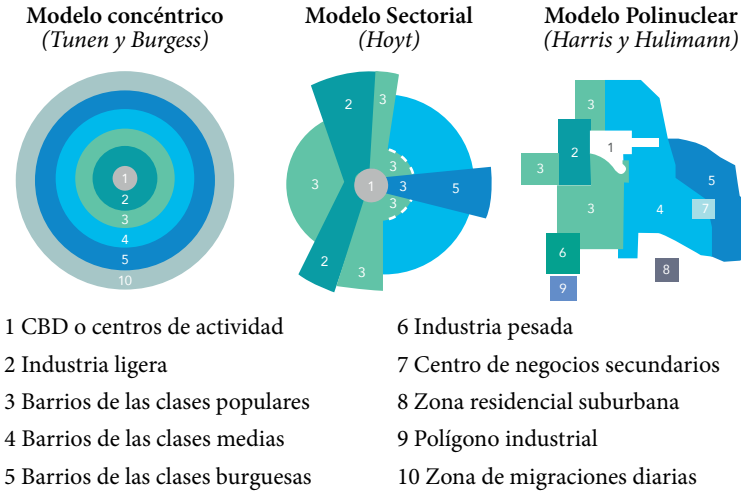 Modelo concéntrico
(Tunen y Burgess)
Modelo Sectorial
(Hoyt)
Modelo Polinuclear
(Harris y Hulimann)
1
2
3
4
5
10
2
3
3
3
1
3
5
3
2
3
3
1
2
3
5
3
4
7
6
8
9
1 CBD o centros de actividad
2 Industria ligera
3 Barrios de las clases populares
4 Barrios de las clases medias
5 Barrios de las clases burguesas
6 Industria pesada
7 Centro de negocios secundarios
8 Zona residencial suburbana
9 Polígono industrial
10 Zona de migraciones diarias